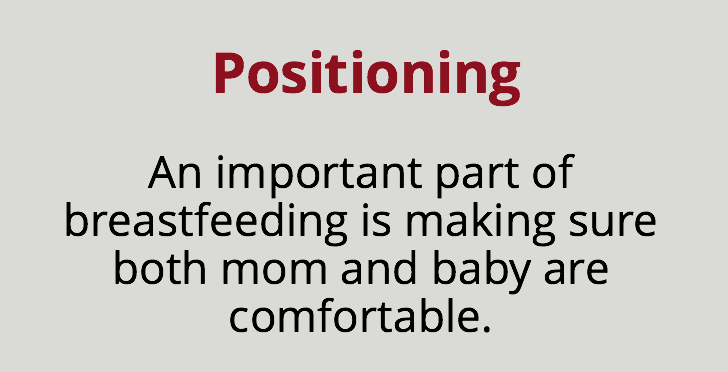 Positioning
An important part of
breastfeeding is making sure
both mom and baby are
comfortable.